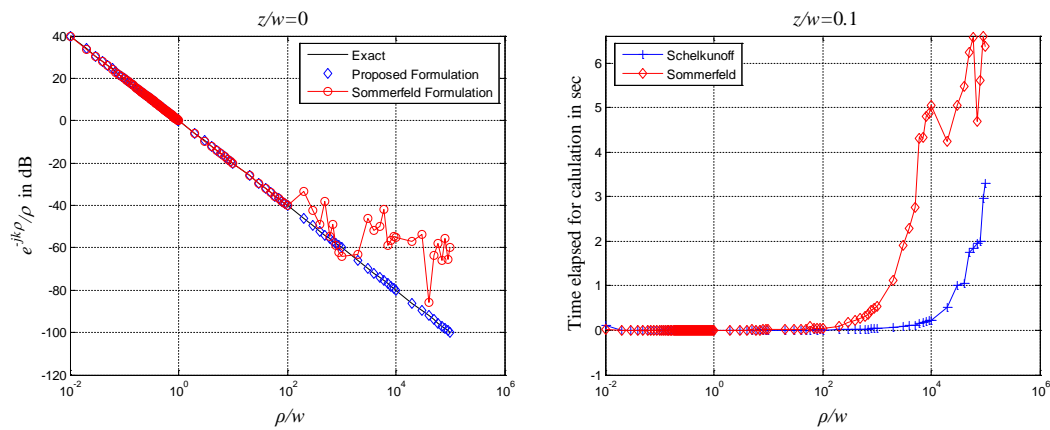 z/w=0
e^{-jkρ}/ρ in dB
40
20
0
-20
-40
-60
-80
-100
-120
Exact
Proposed Formulation
Sommerfeld Formulation
10^{-2} 10^{0} 10^{2} 10^{4} 10^{6}
ρ/w
z/w=0.1
Time elapsed for calulation in sec
6
5
4
3
2
1
0
-1
Schelkunoff
Sommerfeld
10^{-2} 10^{0} 10^{2} 10^{4} 10^{6}
ρ/w